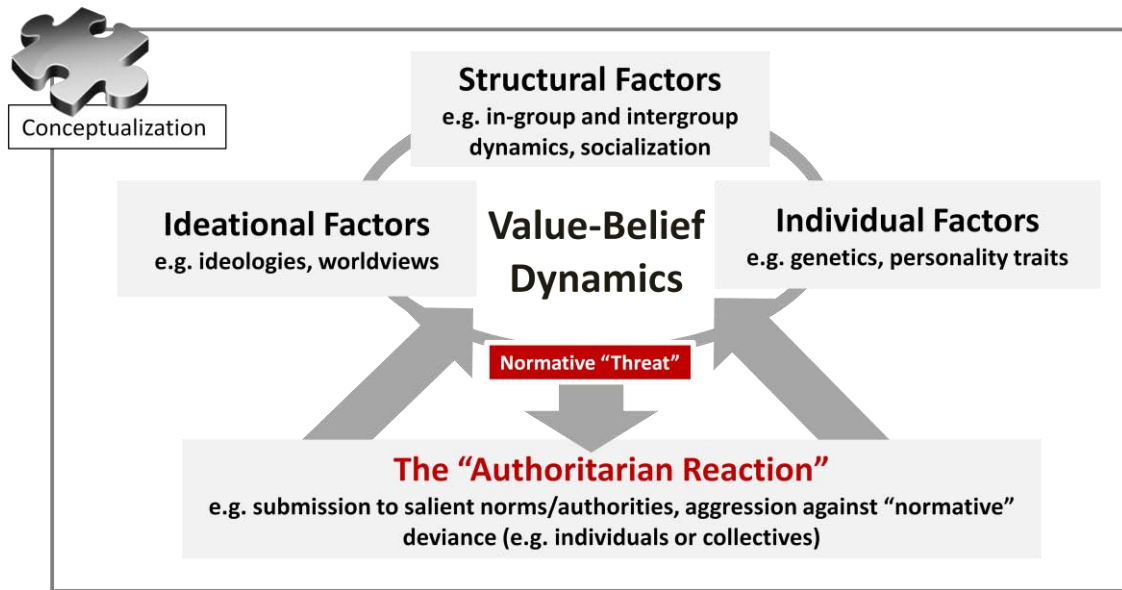 Conceptualization
Structural Factors
e.g. in-group and intergroup
dynamics, socialization
Ideational Factors
e.g. ideologies, worldviews
Value-Belief
Dynamics
Individual Factors
e.g. genetics, personality traits
Normative “Threat”
The “Authoritarian Reaction”
e.g. submission to salient norms/authorities, aggression against “normative”
deviance (e.g. individuals or collectives)